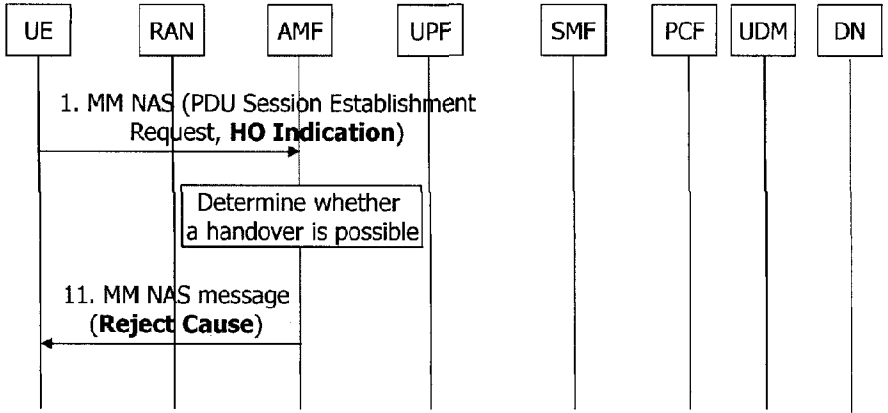 UE RAN AMF UPF SMF PCF UDM DN
1. MM NAS (PDU Session Establishment
Request, HO Indication)
Determine whether
a handover is possible
11. MM NAS message
(Reject Cause)